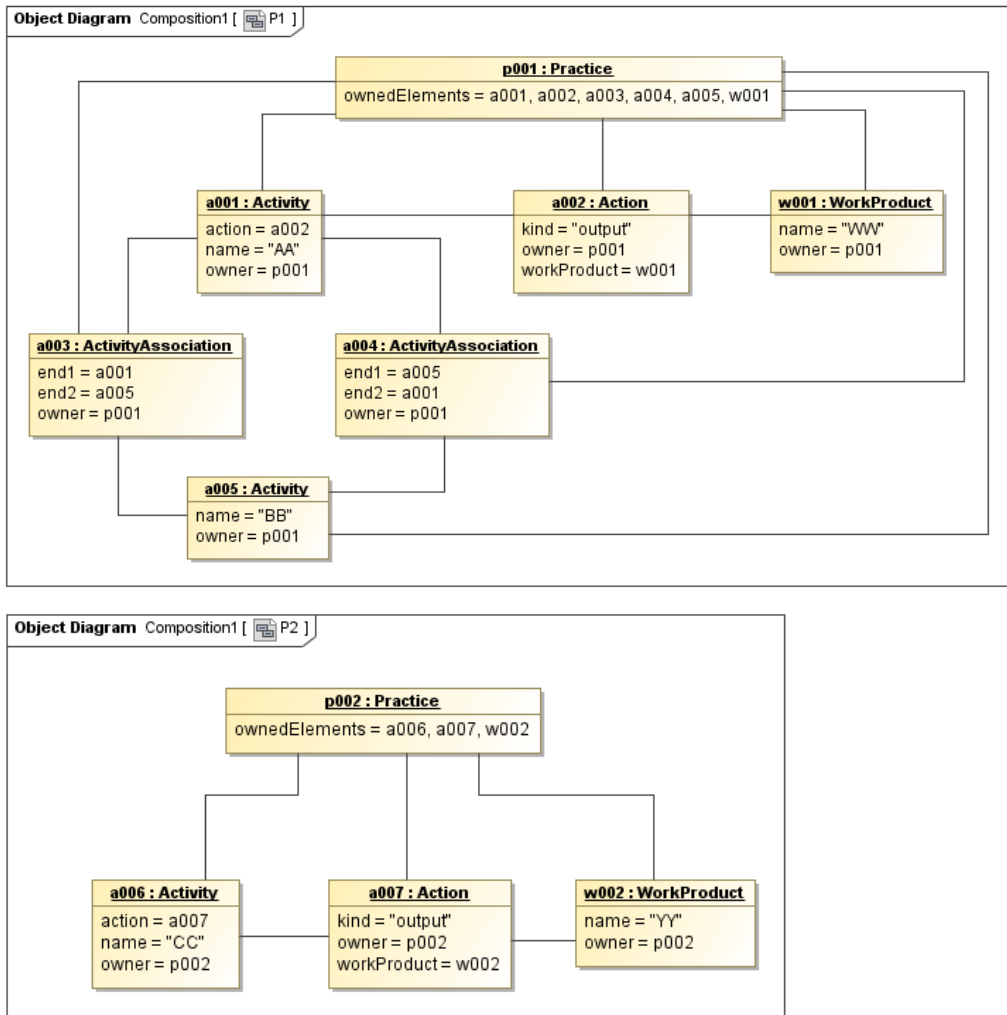 Object Diagram Composition1 [ P1 ]
p001 : Practice
ownedElements = a001, a002, a003, a004, a005, w001
a001 : Activity
action = a002
name = "AA"
owner = p001
a002 : Action
kind = "output"
owner = p001
workProduct = w001
w001 : WorkProduct
name = "WW"
owner = p001
a003 : ActivityAssociation
end1 = a001
end2 = a005
owner = p001
a004 : ActivityAssociation
end1 = a005
end2 = a001
owner = p001
a005 : Activity
name = "BB"
owner = p001
Object Diagram Composition1 [ P2 ]
p002 : Practice
ownedElements = a006, a007, w002
a006 : Activity
action = a007
name = "CC"
owner = p002
a007 : Action
kind = "output"
owner = p002
workProduct = w002
w002 : WorkProduct
name = "YY"
owner = p002